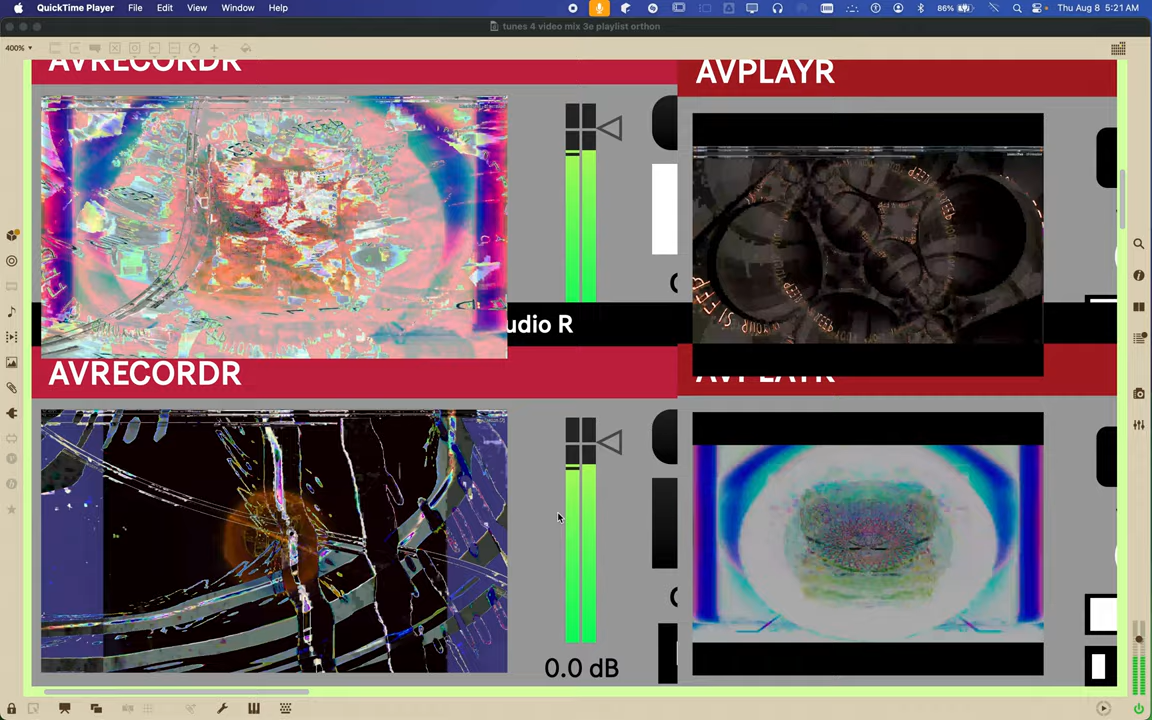 QuickTime Player File Edit View Window Help 86% Thu Aug 8 5:21 AM
tunes 4 video mix 3e playlist orthon
400%
AVRECORDR
AVPLAYR
udio R
AVRECORDR
AVPLAYR
0.0 dB